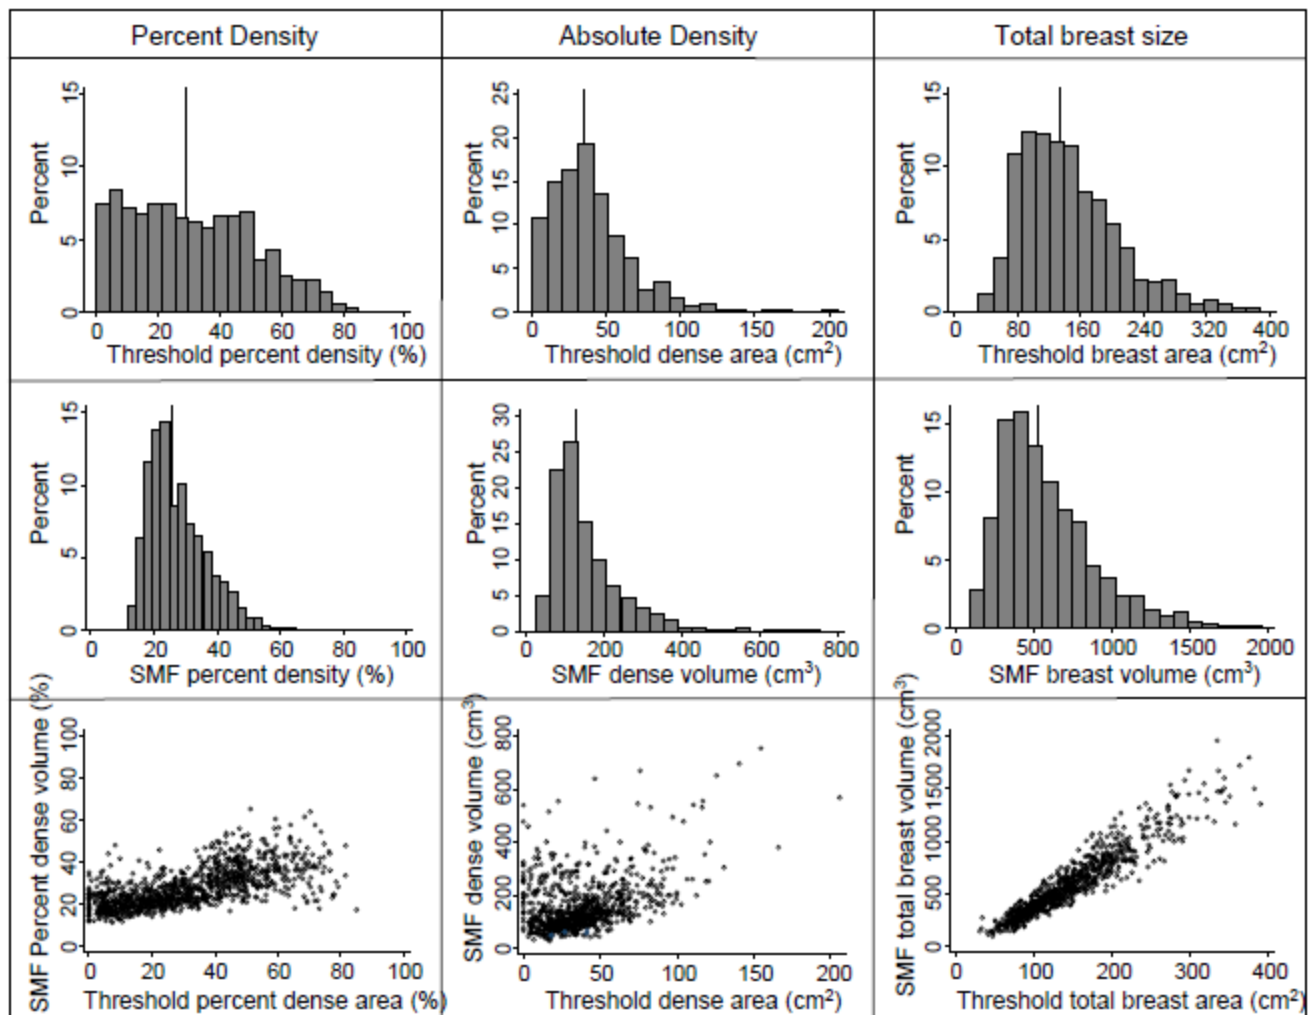 Percent Density Absolute Density Total breast size
Percent
15
10
5
0
0 20 40 60 80 100
Threshold percent density (%)
Percent
25
20
15
10
5
0
0 50 100 150 200
Threshold dense area (cm²)
Percent
15
10
5
0
0 80 160 240 320 400
Threshold breast area (cm²)
Percent
15
10
5
0
0 20 40 60 80 100
SMF percent density (%)
Percent
30
25
20
15
10
5
0
0 200 400 600 800
SMF dense volume (cm³)
Percent
15
10
5
0
0 500 1000 1500 2000
SMF breast volume (cm³)
SMF Percent dense volume (%)
100
80
60
40
20
0
0 20 40 60 80 100
Threshold percent dense area (%)
SMF dense volume (cm³)
800
600
400
200
0
0 50 100 150 200
Threshold dense area (cm²)
SMF total breast volume (cm³)
2000
1500
1000
500
0
0 100 200 300 400
Threshold total breast area (cm²)